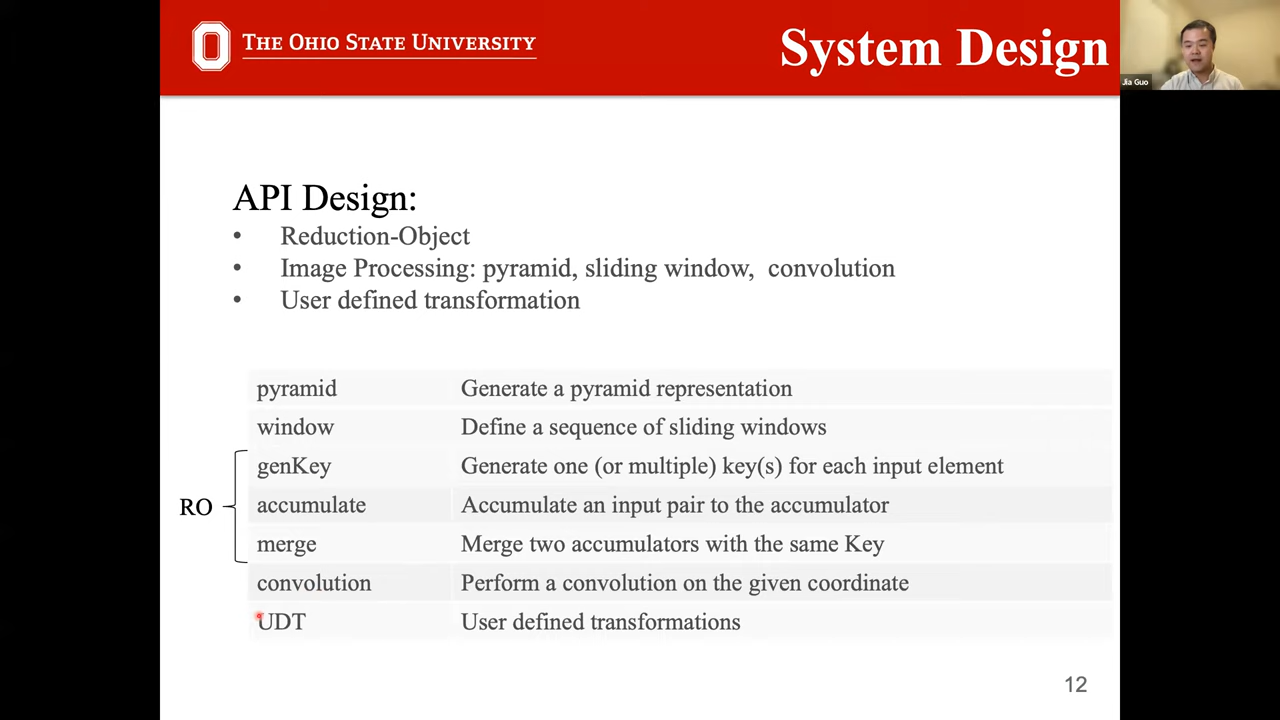 THE OHIO STATE UNIVERSITY
System Design
Jia Guo
API Design:
• Reduction-Object
• Image Processing: pyramid, sliding window, convolution
• User defined transformation
pyramid Generate a pyramid representation
window Define a sequence of sliding windows
genKey Generate one (or multiple) key(s) for each input element
RO accumulate Accumulate an input pair to the accumulator
merge Merge two accumulators with the same Key
convolution Perform a convolution on the given coordinate
UDT User defined transformations
12